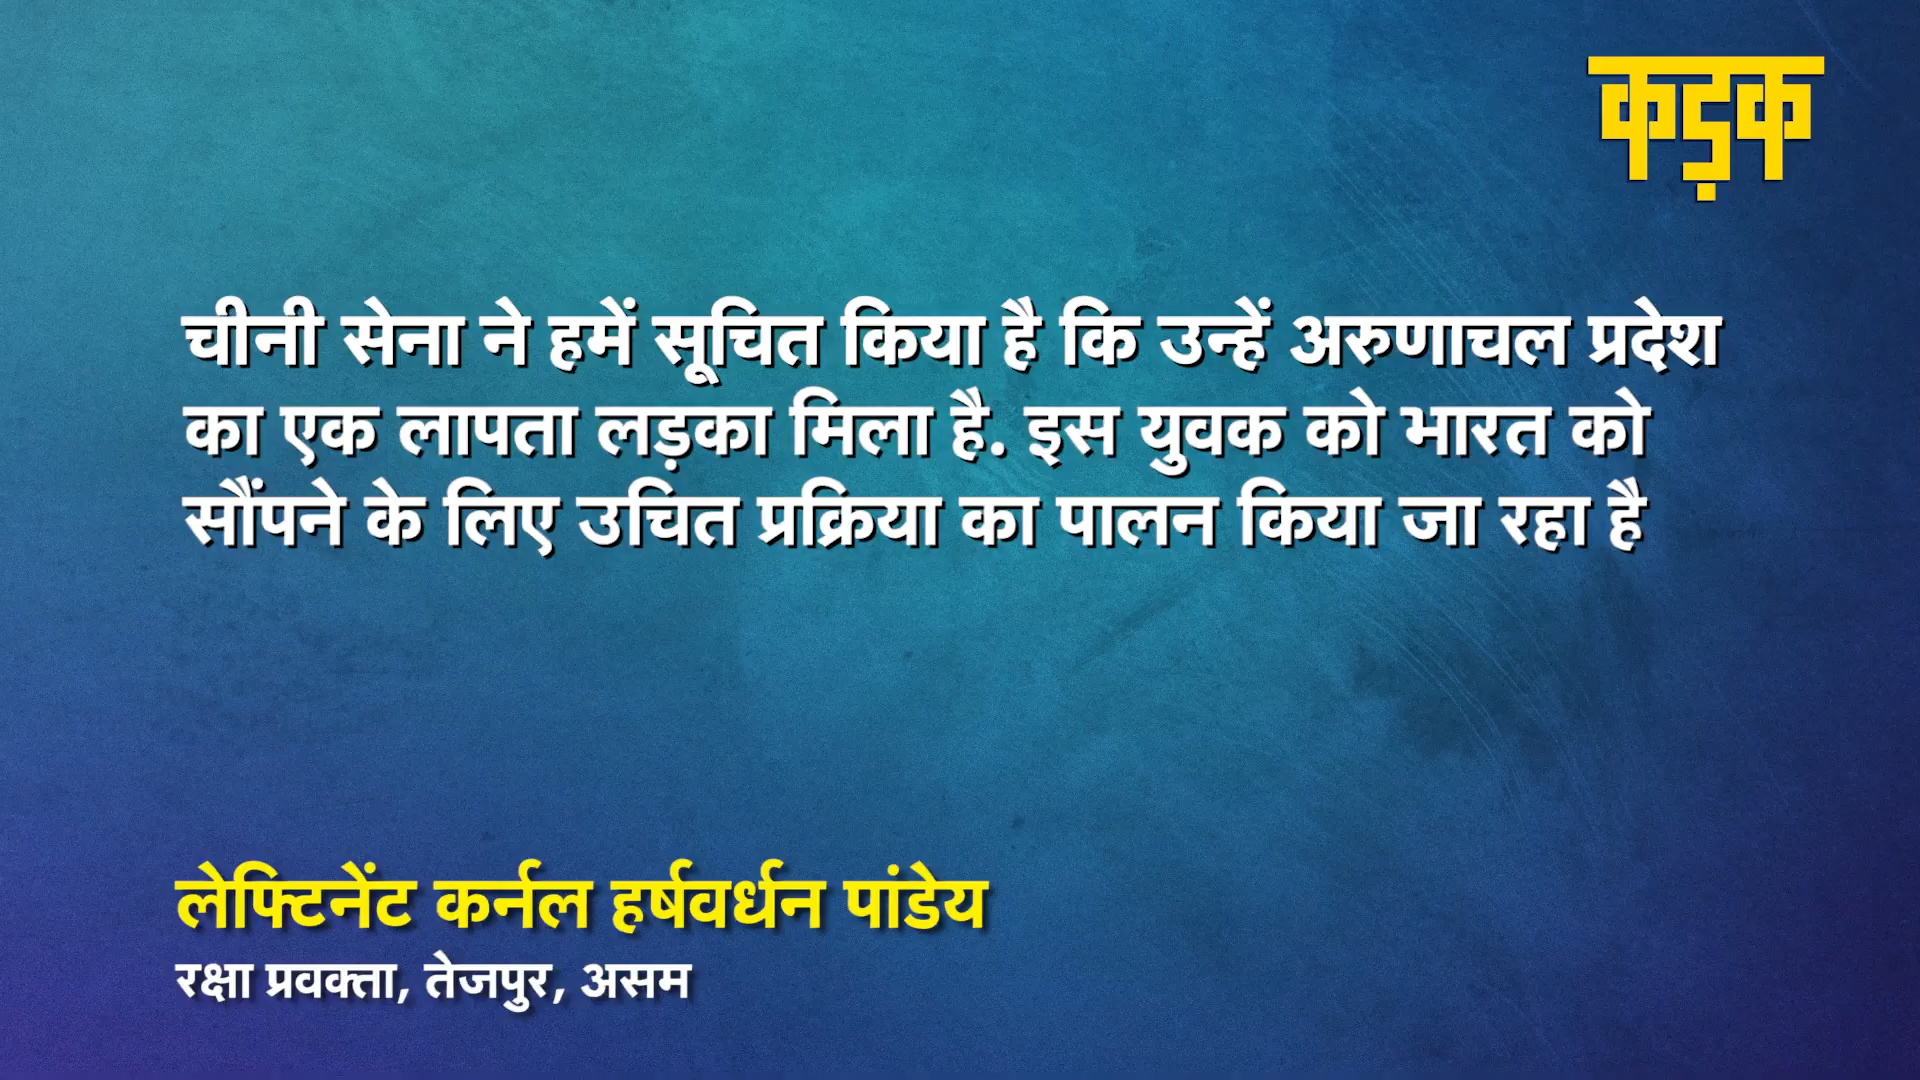 कड़क
चीनी सेना ने हमें सूचित किया है कि उन्हें अरुणाचल प्रदेश
का एक लापता लड़का मिला है. इस युवक को भारत को
सौंपने के लिए उचित प्रक्रिया का पालन किया जा रहा है
लेफ्टिनेंट कर्नल हर्षवर्धन पांडेय
रक्षा प्रवक्ता, तेजपुर, असम